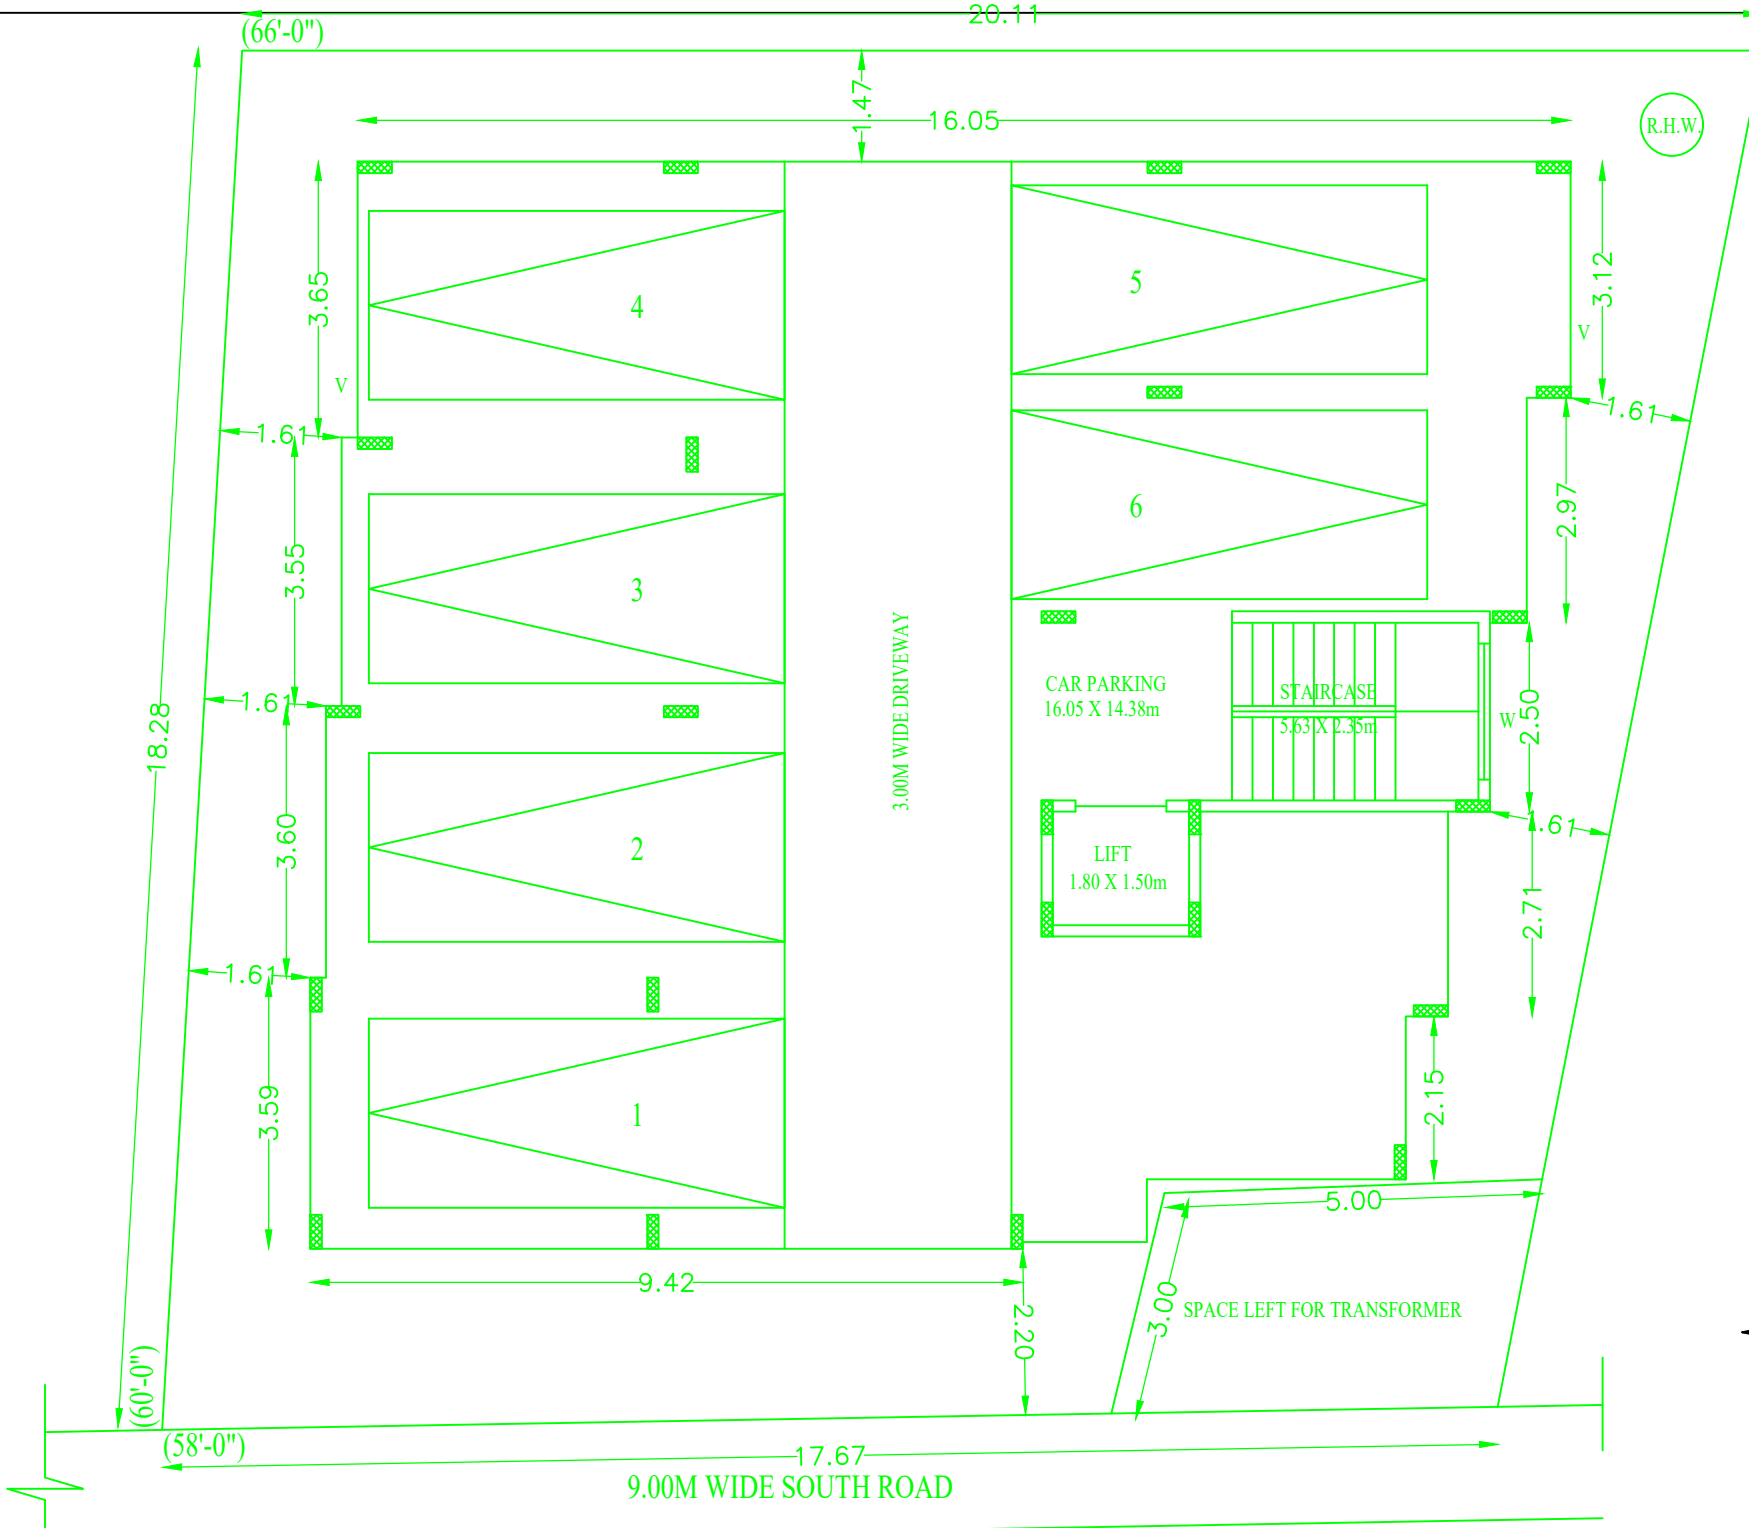 20.11
(66'-0")
1.47
16.05
R.H.W.
3.65
4
5
3.12
V
V
1.61
1.61
2.97
6
3.55
3
3.00M WIDE DRIVEWAY
CAR PARKING
16.05 X 14.38m
STAIRCASE
5.63 X 2.35m
W
2.50
1.61
18.28
3.60
2
LIFT
1.80 X 1.50m
1.61
2.71
1.61
3.59
1
2.15
5.00
9.42
2.20
3.00
SPACE LEFT FOR TRANSFORMER
(60'-0")
(58'-0")
17.67
9.00M WIDE SOUTH ROAD